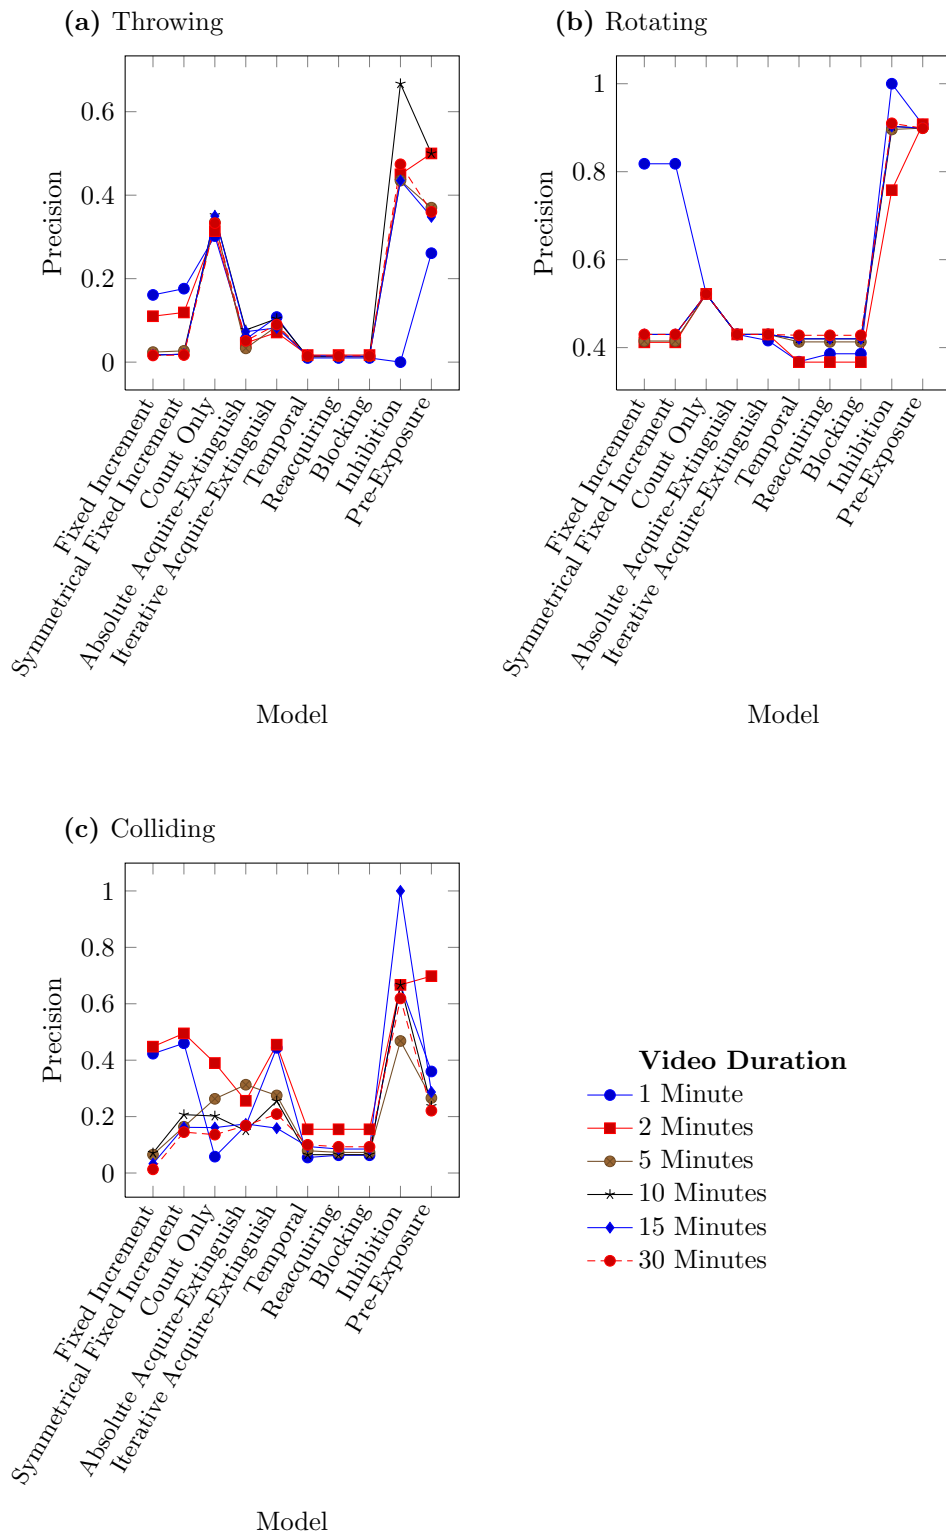 (a) Throwing
0.6
0.4
0.2
0
Precision
Fixed Increment
Symmetrical Fixed Increment
Count Only
Absolute Acquire-Extinguish
Iterative Acquire-Extinguish
Temporal
Reacquiring
Blocking
Inhibition
Pre-Exposure
Model
(b) Rotating
1
0.8
0.6
0.4
Precision
Fixed Increment
Symmetrical Fixed Increment
Count Only
Absolute Acquire-Extinguish
Iterative Acquire-Extinguish
Temporal
Reacquiring
Blocking
Inhibition
Pre-Exposure
Model
(c) Colliding
1
0.8
0.6
0.4
0.2
0
Precision
Fixed Increment
Symmetrical Fixed Increment
Count Only
Absolute Acquire-Extinguish
Iterative Acquire-Extinguish
Temporal
Reacquiring
Blocking
Inhibition
Pre-Exposure
Model
Video Duration
1 Minute
2 Minutes
5 Minutes
10 Minutes
15 Minutes
30 Minutes